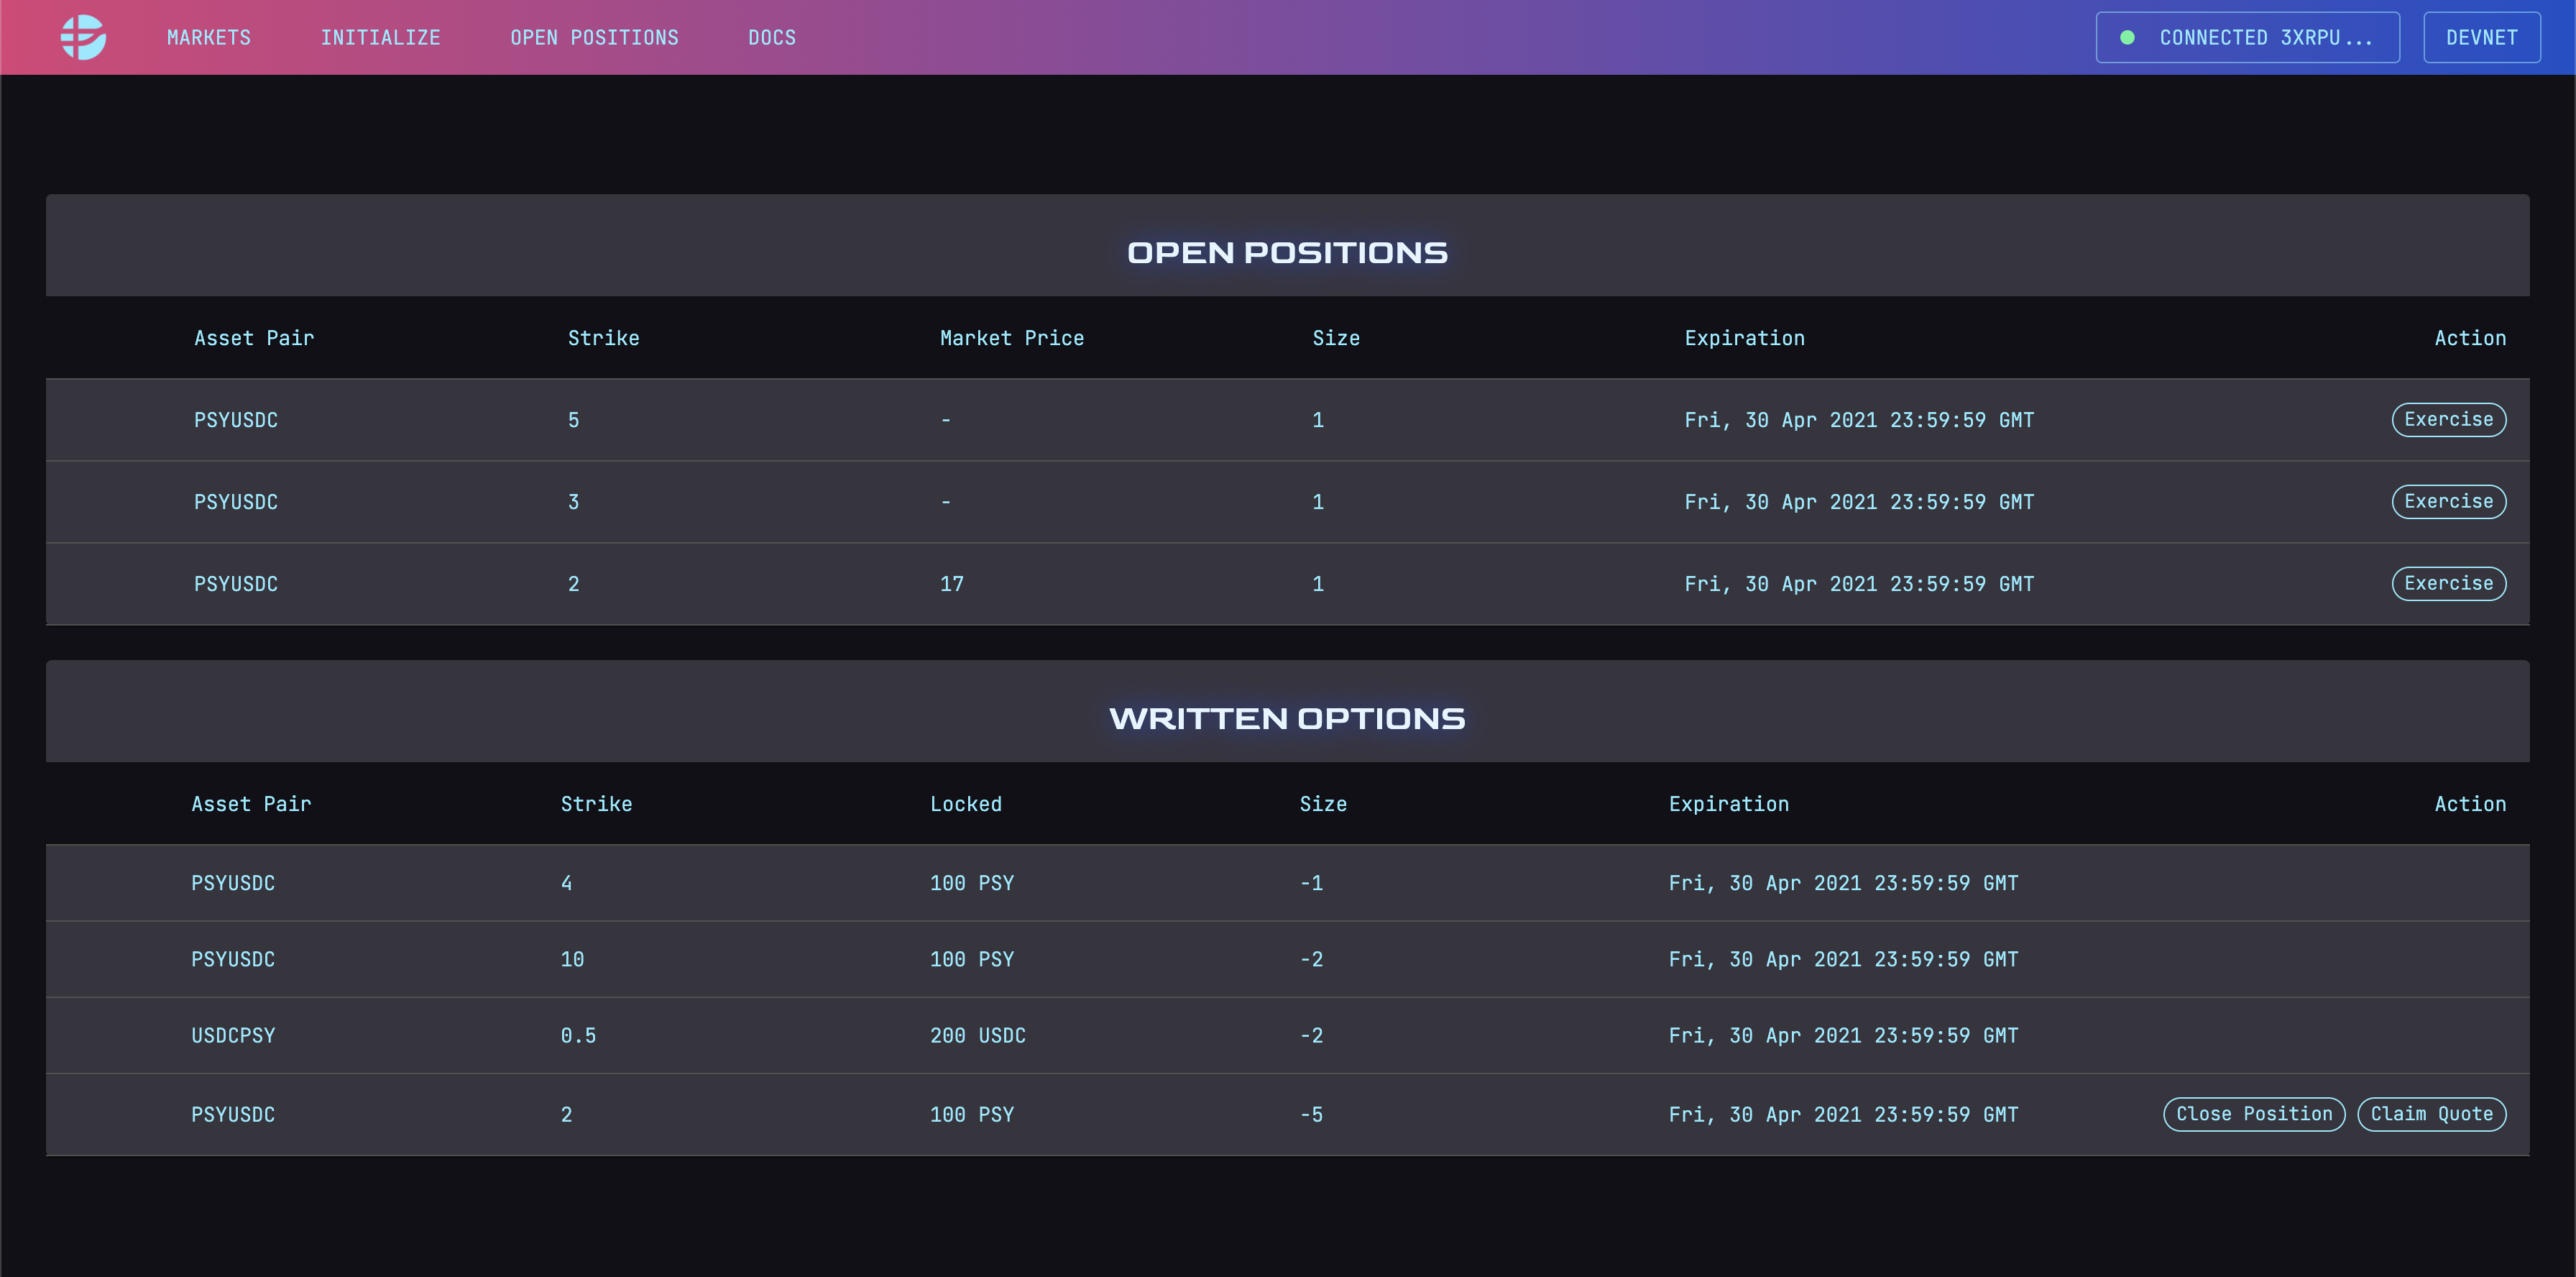 MARKETS INITIALIZE OPEN POSITIONS DOCS CONNECTED 3XRPU... DEVNET
OPEN POSITIONS
Asset Pair Strike Market Price Size Expiration Action
PSYUSDC 5 - 1 Fri, 30 Apr 2021 23:59:59 GMT Exercise
PSYUSDC 3 - 1 Fri, 30 Apr 2021 23:59:59 GMT Exercise
PSYUSDC 2 17 1 Fri, 30 Apr 2021 23:59:59 GMT Exercise
WRITTEN OPTIONS
Asset Pair Strike Locked Size Expiration Action
PSYUSDC 4 100 PSY -1 Fri, 30 Apr 2021 23:59:59 GMT
PSYUSDC 10 100 PSY -2 Fri, 30 Apr 2021 23:59:59 GMT
USDCPSY 0.5 200 USDC -2 Fri, 30 Apr 2021 23:59:59 GMT
PSYUSDC 2 100 PSY -5 Fri, 30 Apr 2021 23:59:59 GMT Close Position Claim Quote